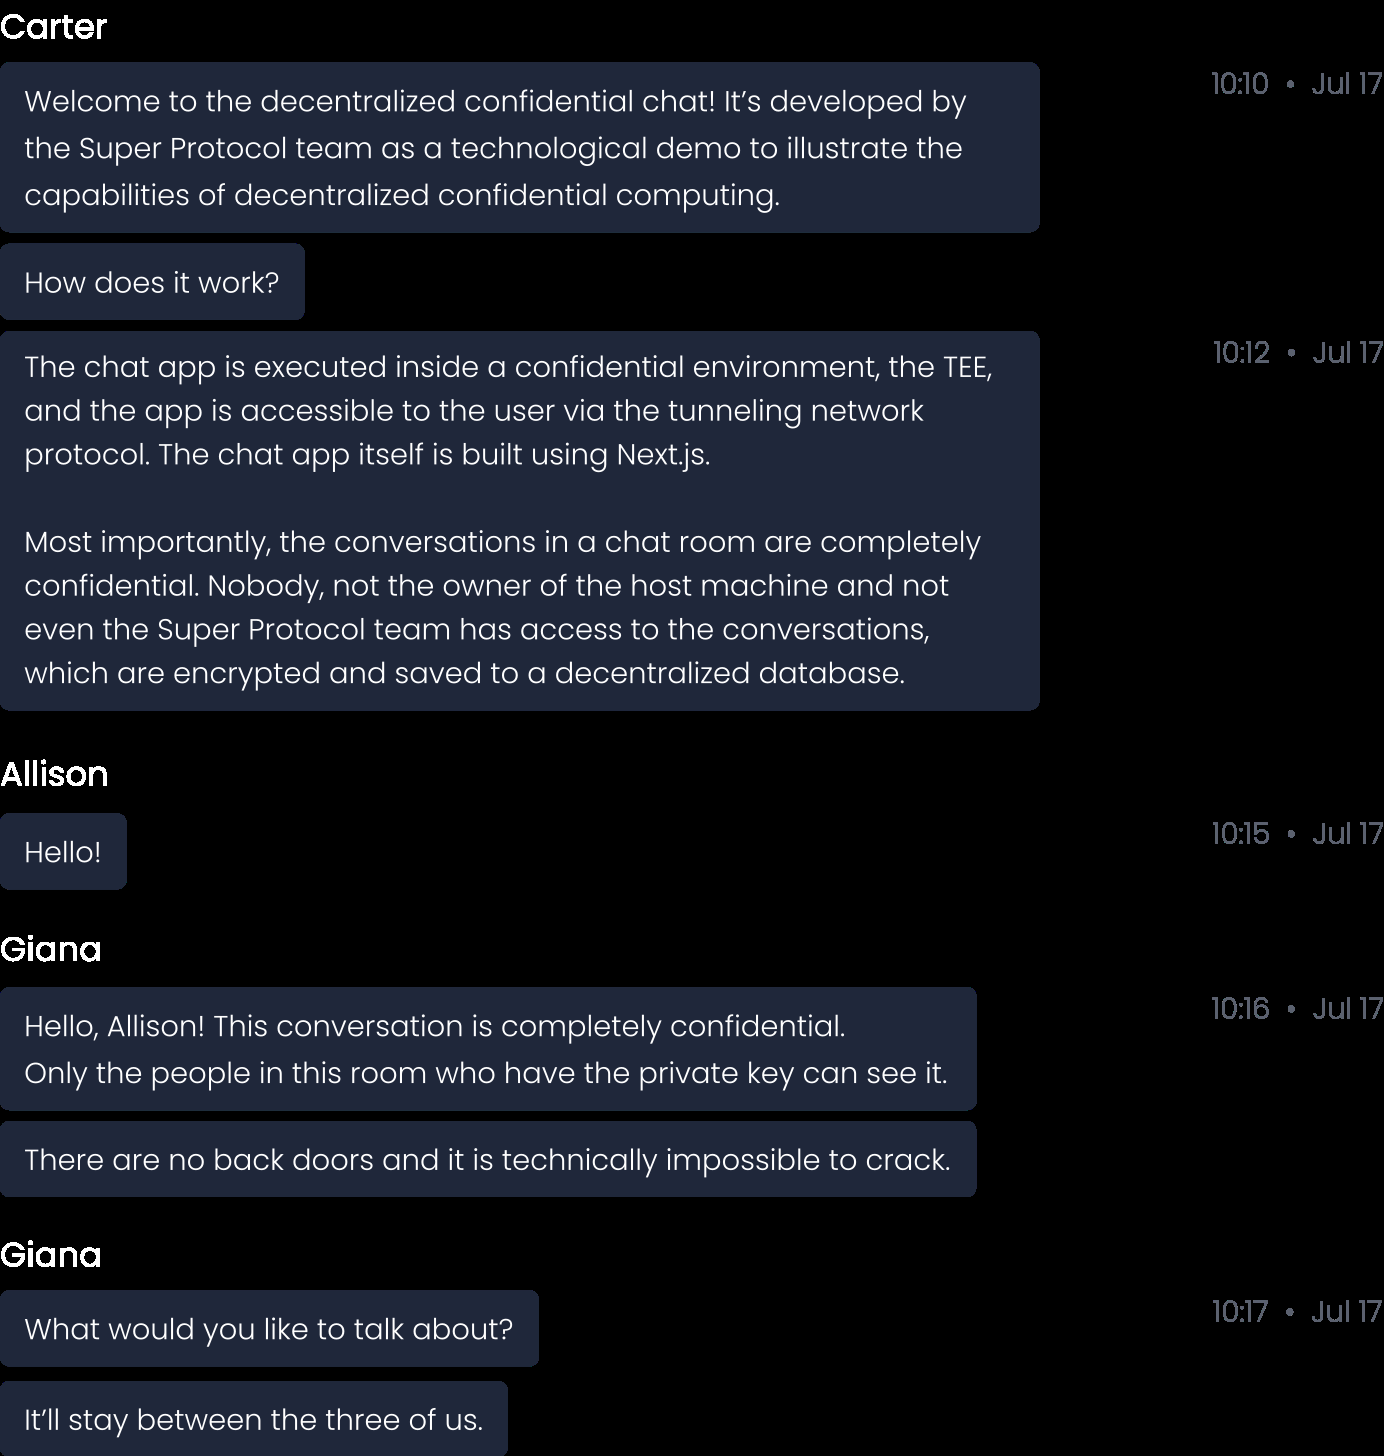 Carter
Welcome to the decentralized confidential chat! It’s developed by
the Super Protocol team as a technological demo to illustrate the
capabilities of decentralized confidential computing.
10:10 • Jul 17
How does it work?
The chat app is executed inside a confidential environment, the TEE,
and the app is accessible to the user via the tunneling network
protocol. The chat app itself is built using Next.js.
Most importantly, the conversations in a chat room are completely
confidential. Nobody, not the owner of the host machine and not
even the Super Protocol team has access to the conversations,
which are encrypted and saved to a decentralized database.
10:12 • Jul 17
Allison
Hello!
10:15 • Jul 17
Giana
Hello, Allison! This conversation is completely confidential.
Only the people in this room who have the private key can see it.
10:16 • Jul 17
There are no back doors and it is technically impossible to crack.
Giana
What would you like to talk about?
10:17 • Jul 17
It’ll stay between the three of us.